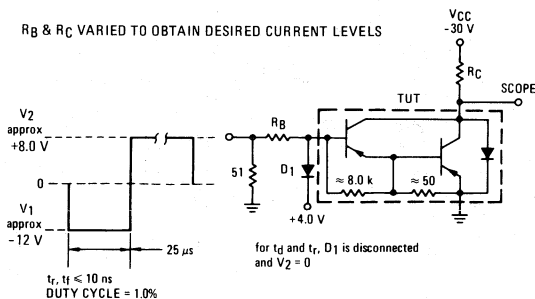 R_B & R_C VARIED TO OBTAIN DESIRED CURRENT LEVELS
V_CC
-30 V
R_C
SCOPE
TUT
V2
approx
+8.0 V
R_B
51
D_1
≈ 8.0 k
≈ 50
0
+4.0 V
V1
approx
-12 V
25 μs
for t_d and t_r, D_1 is disconnected
and V2 = 0
t_r, t_f ≤ 10 ns
DUTY CYCLE = 1.0%